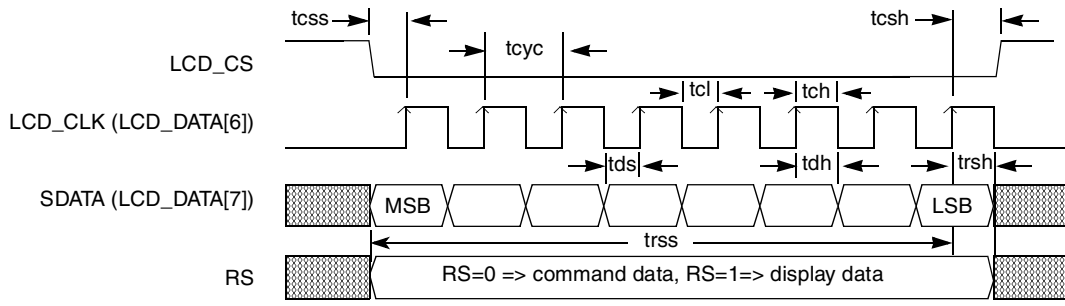 tcss
tcsh
LCD_CS
tcyc
tcl
tch
LCD_CLK (LCD_DATA[6])
tds
tdh
trsh
SDATA (LCD_DATA[7])
MSB
LSB
trss
RS
RS=0 => command data, RS=1=> display data